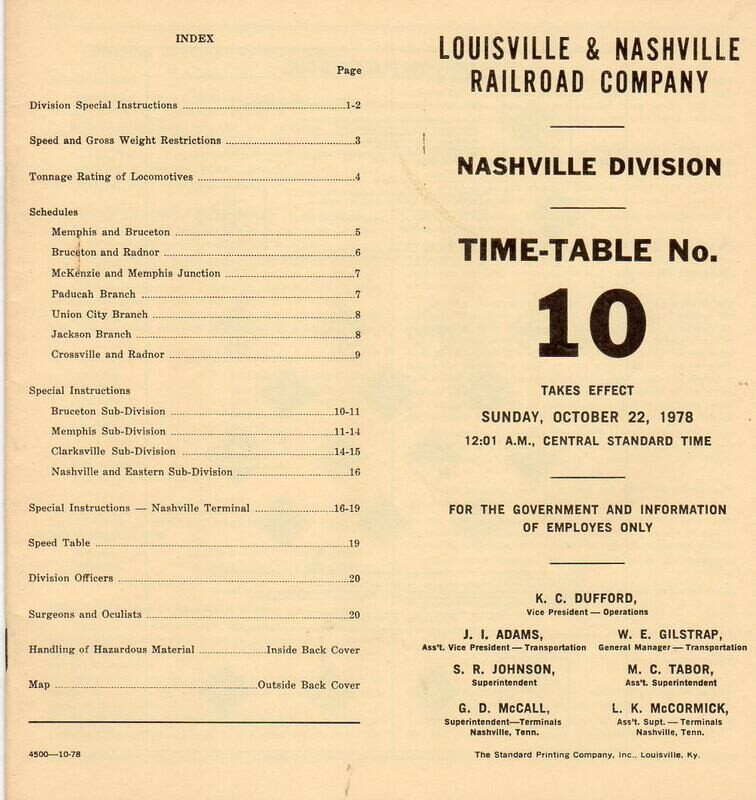 INDEX
Page
Division Special Instructions ..........1-2
Speed and Gross Weight Restrictions ..........3
Tonnage Rating of Locomotives ..........4
Schedules
Memphis and Bruceton ..........5
Bruceton and Radnor ..........6
McKenzie and Memphis Junction ..........7
Paducah Branch ..........7
Union City Branch ..........8
Jackson Branch ..........8
Crossville and Radnor ..........9
Special Instructions
Bruceton Sub-Division ..........10-11
Memphis Sub-Division ..........11-14
Clarksville Sub-Division ..........14-15
Nashville and Eastern Sub-Division ..........16
Special Instructions — Nashville Terminal ..........16-19
Speed Table ..........19
Division Officers ..........20
Surgeons and Oculists ..........20
Handling of Hazardous Material ..........Inside Back Cover
Map ..........Outside Back Cover
4500—10-78
LOUISVILLE & NASHVILLE
RAILROAD COMPANY
NASHVILLE DIVISION
TIME-TABLE No.
10
TAKES EFFECT
SUNDAY, OCTOBER 22, 1978
12:01 A.M., CENTRAL STANDARD TIME
FOR THE GOVERNMENT AND INFORMATION
OF EMPLOYES ONLY
K. C. DUFFORD,
Vice President — Operations
J. I. ADAMS,
Ass't. Vice President — Transportation
W. E. GILSTRAP,
General Manager — Transportation
S. R. JOHNSON,
Superintendent
M. C. TABOR,
Ass't. Superintendent
G. D. McCALL,
Superintendent—Terminals
Nashville, Tenn.
L. K. McCORMICK,
Ass't. Supt. — Terminals
Nashville, Tenn.
The Standard Printing Company, Inc., Louisville, Ky.